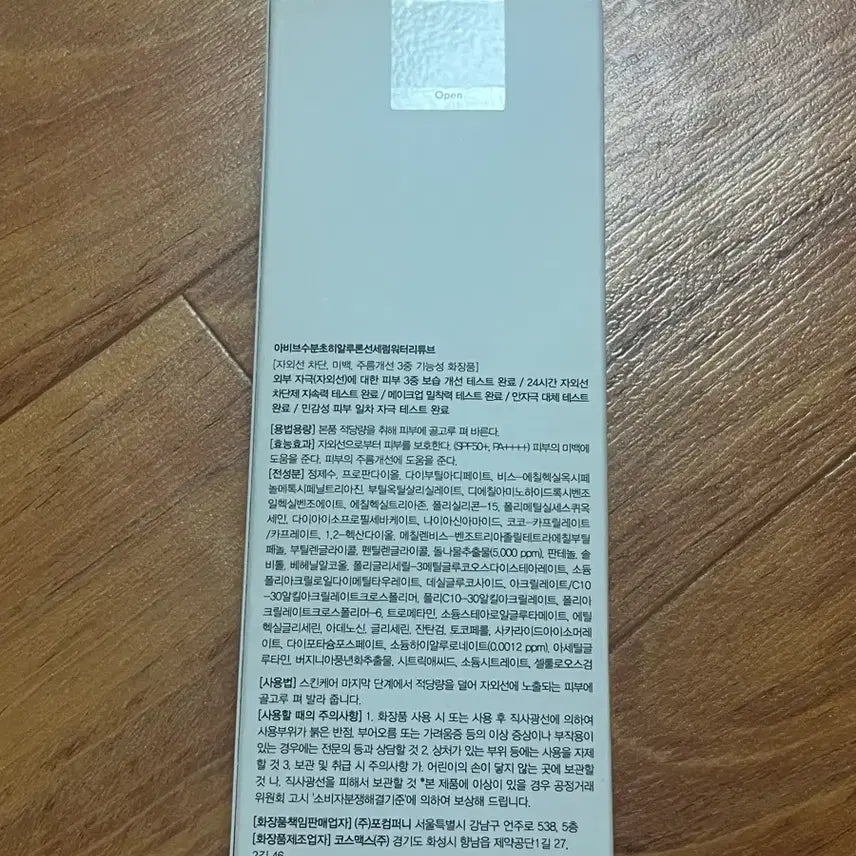 Open
아비브수분초히알루론선세럼워터리튜브
[자외선 차단, 미백, 주름개선 3중 기능성 화장품]
외부 자극(자외선)에 대한 피부 3중 보습 개선 테스트 완료 / 24시간 자외선
차단제 지속력 테스트 완료 / 메이크업 밀착력 테스트 완료 / 안자극 대체 테스트
완료 / 민감성 피부 일차 자극 테스트 완료
[용법용량] 본품 적당량을 취해 피부에 골고루 펴 바른다.
[효능효과] 자외선으로부터 피부를 보호한다. (SPF50+, PA++++) 피부의 미백에
도움을 준다. 피부의 주름개선에 도움을 준다.
[전성분] 정제수, 프로판다이올, 다이부틸아디페이트, 비스-에칠헥실옥시페
놀메톡시페닐트리아진, 부틸옥틸살리실레이트, 디에칠아미노하이드록시벤조
일헥실벤조에이트, 에칠헥실트리아존, 폴리실리콘-15, 폴리메틸실세스퀴옥
세인, 다이아이소프로필세바케이트, 나이아신아마이드, 코코-카프릴레이트
/카프레이트, 1,2-헥산다이올, 메칠렌비스-벤조트리아졸릴테트라메칠부틸
페놀, 부틸렌글라이콜, 펜틸렌글라이콜, 돌나물추출물(5,000 ppm), 판테놀, 솔
비톨, 베헤닐알코올, 폴리글리세릴-3메틸글루코오스다이스테아레이트, 소듐
폴리아크릴로일다이메틸타우레이트, 데실글루코사이드, 아크릴레이트/C10
-30알킬아크릴레이트크로스폴리머, 폴리C10-30알킬아크릴레이트, 폴리아
크릴레이트크로스폴리머-6, 트로메타민, 소듐스테아로일글루타메이트, 에틸
헥실글리세린, 아데노신, 글리세린, 잔탄검, 토코페롤, 사카라이드아이소머레
이트, 다이포타슘포스페이트, 소듐하이알루로네이트(0.0012 ppm), 아세틸글
루타민, 버지니아풍년화추출물, 시트릭애씨드, 소듐시트레이트, 셀룰로오스검
[사용법] 스킨케어 마지막 단계에서 적당량을 덜어 자외선에 노출되는 피부에
골고루 펴 발라 줍니다.
[사용할 때의 주의사항] 1. 화장품 사용 시 또는 사용 후 직사광선에 의하여
사용부위가 붉은 반점, 부어오름 또는 가려움증 등의 이상 증상이나 부작용이
있는 경우에는 전문의 등과 상담할 것 2. 상처가 있는 부위 등에는 사용을 자제
할 것 3. 보관 및 취급 시 주의사항 가. 어린이의 손이 닿지 않는 곳에 보관할
것 나. 직사광선을 피해서 보관할 것 *본 제품에 이상이 있을 경우 공정거래
위원회 고시 '소비자분쟁해결기준'에 의하여 보상해 드립니다.
[화장품책임판매업자] (주)포컴퍼니 서울특별시 강남구 언주로 538, 5층
[화장품제조업자] 코스맥스(주) 경기도 화성시 향남읍 제약공단1길 27,